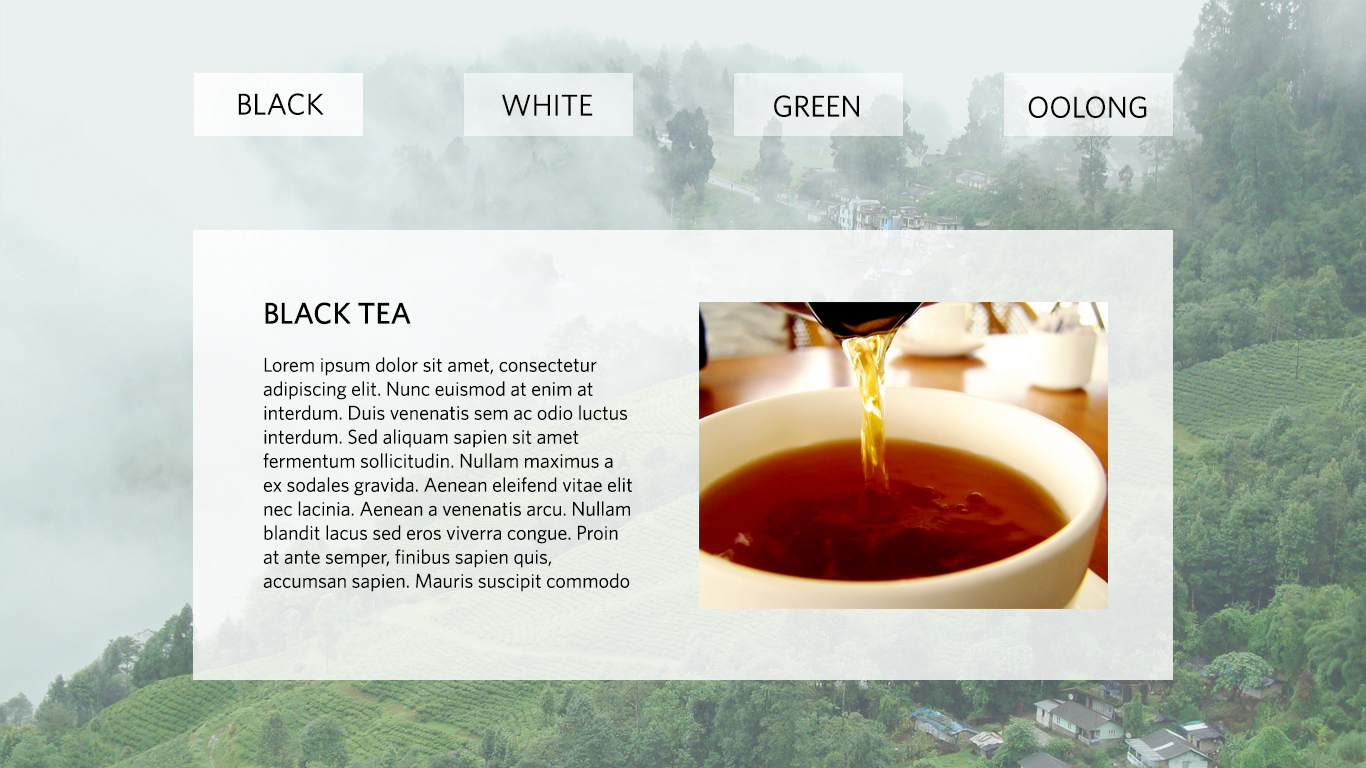 BLACK
WHITE
GREEN
OOLONG
BLACK TEA
Lorem ipsum dolor sit amet, consectetur
adipiscing elit. Nunc euismod at enim at
interdum. Duis venenatis sem ac odio luctus
interdum. Sed aliquam sapien sit amet
fermentum sollicitudin. Nullam maximus a
ex sodales gravida. Aenean eleifend vitae elit
nec lacinia. Aenean a venenatis arcu. Nullam
blandit lacus sed eros viverra congue. Proin
at ante semper, finibus sapien quis,
accumsan sapien. Mauris suscipit commodo